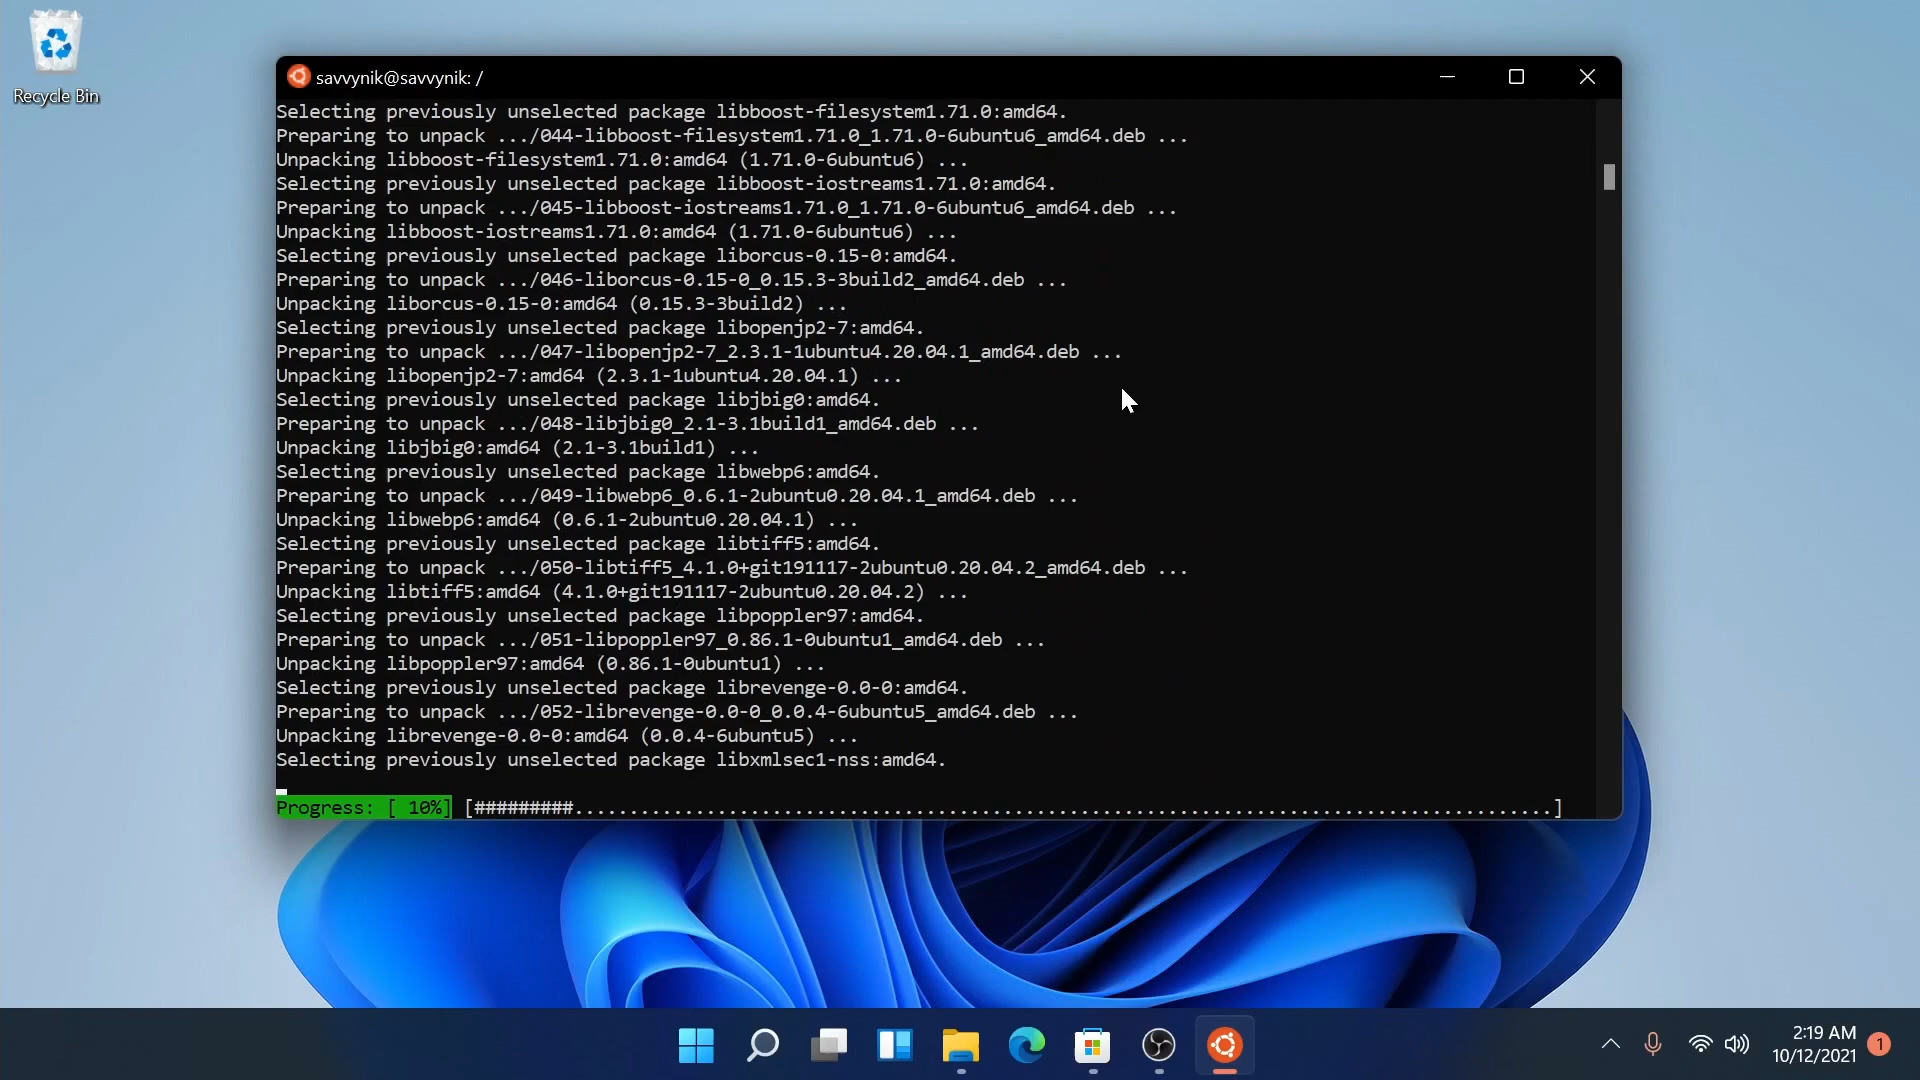 Recycle Bin
savvynik@savvynik: /
Selecting previously unselected package libboost-filesystem1.71.0:amd64.
Preparing to unpack .../044-libboost-filesystem1.71.0_1.71.0-6ubuntu6_amd64.deb ...
Unpacking libboost-filesystem1.71.0:amd64 (1.71.0-6ubuntu6) ...
Selecting previously unselected package libboost-iostreams1.71.0:amd64.
Preparing to unpack .../045-libboost-iostreams1.71.0_1.71.0-6ubuntu6_amd64.deb ...
Unpacking libboost-iostreams1.71.0:amd64 (1.71.0-6ubuntu6) ...
Selecting previously unselected package liborcus-0.15-0:amd64.
Preparing to unpack .../046-liborcus-0.15-0_0.15.3-3build2_amd64.deb ...
Unpacking liborcus-0.15-0:amd64 (0.15.3-3build2) ...
Selecting previously unselected package libopenjp2-7:amd64.
Preparing to unpack .../047-libopenjp2-7_2.3.1-1ubuntu4.20.04.1_amd64.deb ...
Unpacking libopenjp2-7:amd64 (2.3.1-1ubuntu4.20.04.1) ...
Selecting previously unselected package libjbig0:amd64.
Preparing to unpack .../048-libjbig0_2.1-3.1build1_amd64.deb ...
Unpacking libjbig0:amd64 (2.1-3.1build1) ...
Selecting previously unselected package libwebp6:amd64.
Preparing to unpack .../049-libwebp6_0.6.1-2ubuntu0.20.04.1_amd64.deb ...
Unpacking libwebp6:amd64 (0.6.1-2ubuntu0.20.04.1) ...
Selecting previously unselected package libtiff5:amd64.
Preparing to unpack .../050-libtiff5_4.1.0+git191117-2ubuntu0.20.04.2_amd64.deb ...
Unpacking libtiff5:amd64 (4.1.0+git191117-2ubuntu0.20.04.2) ...
Selecting previously unselected package libpoppler97:amd64.
Preparing to unpack .../051-libpoppler97_0.86.1-0ubuntu1_amd64.deb ...
Unpacking libpoppler97:amd64 (0.86.1-0ubuntu1) ...
Selecting previously unselected package librevenge-0.0-0:amd64.
Preparing to unpack .../052-librevenge-0.0-0_0.0.4-6ubuntu5_amd64.deb ...
Unpacking librevenge-0.0-0:amd64 (0.0.4-6ubuntu5) ...
Selecting previously unselected package libxmlsec1-nss:amd64.
Progress: [ 10%] [#########.........................................................................................]
2:19 AM
10/12/2021
1